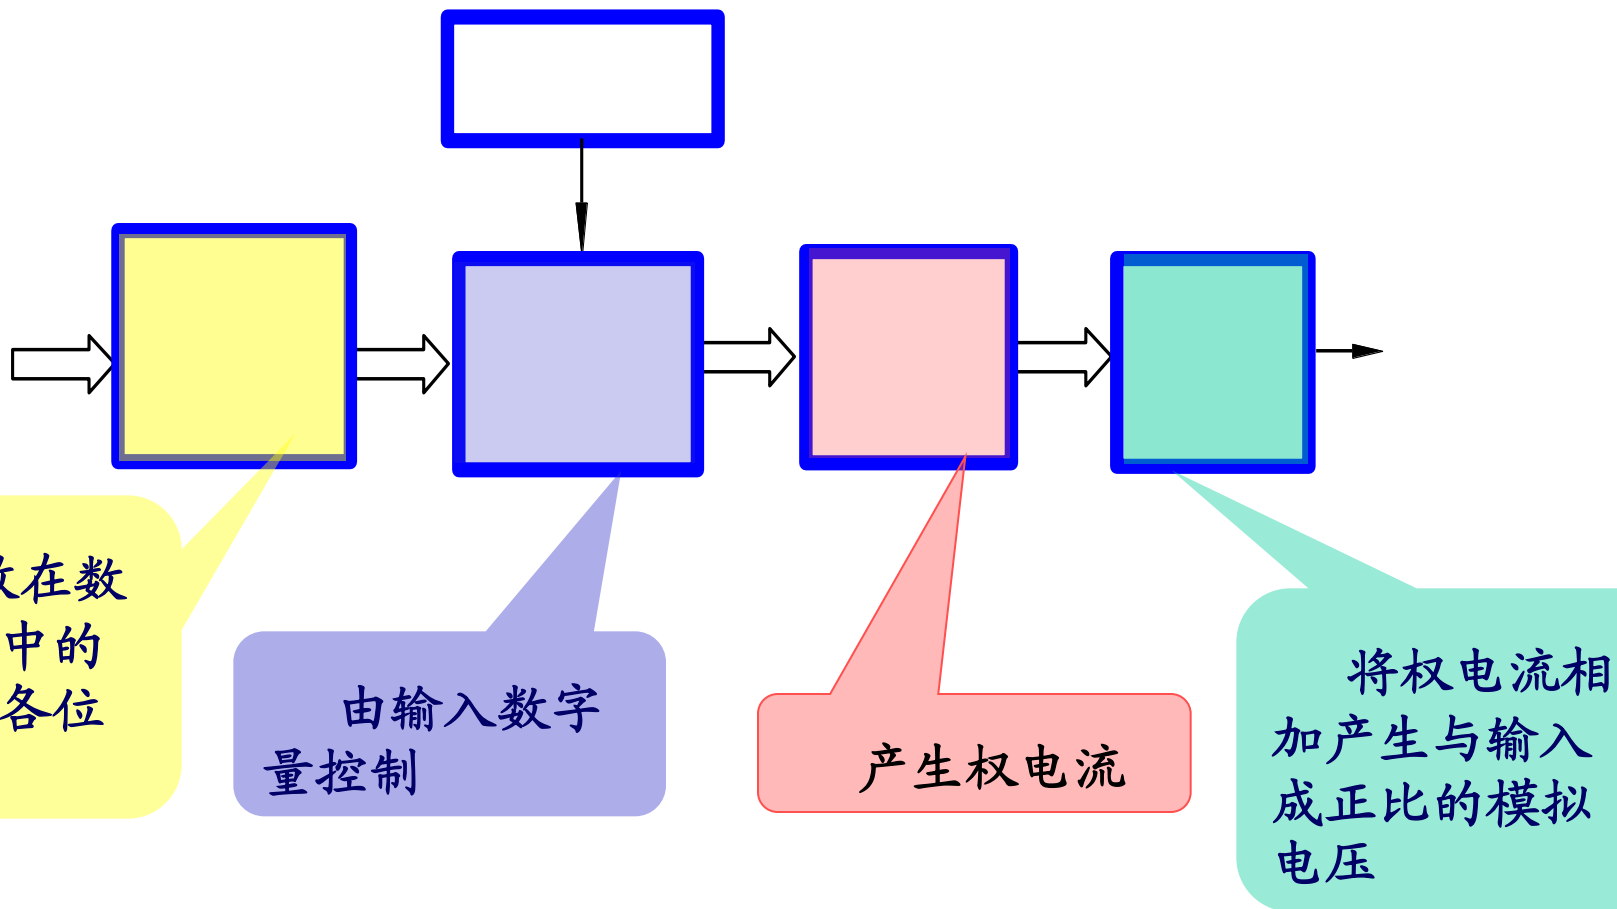 在数
中的
各位
由输入数字
量控制
产生权电流
将权电流相
加产生与输入
成正比的模拟
电压